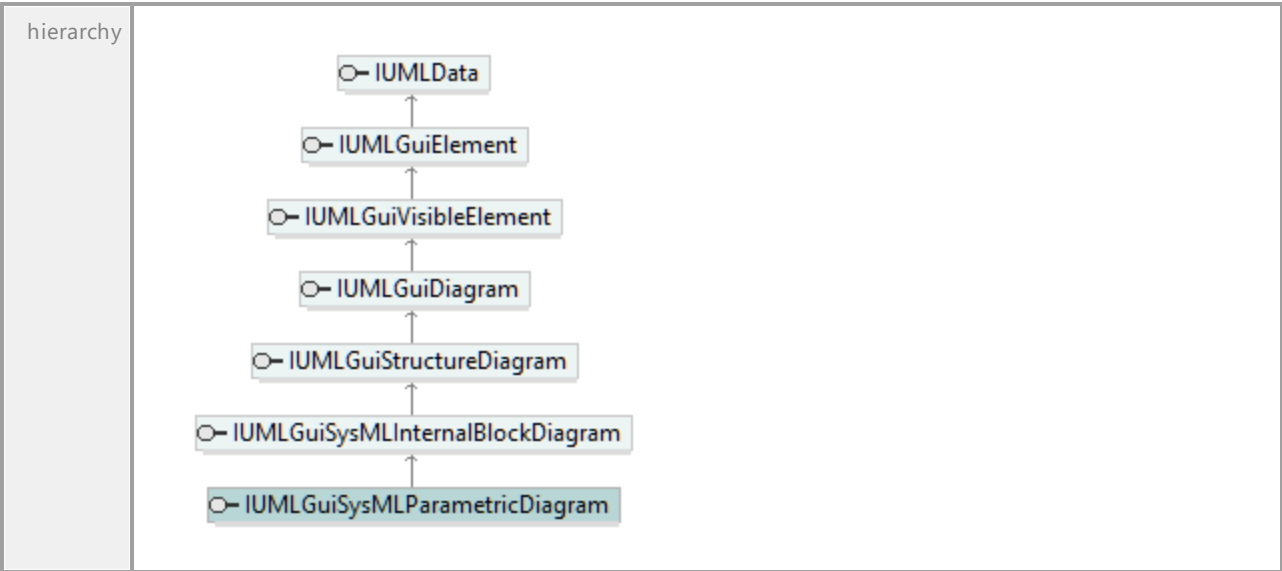 hierarchy
IUMLData
IUMLGuiElement
IUMLGuiVisibleElement
IUMLGuiDiagram
IUMLGuiStructureDiagram
IUMLGuiSysMLInternalBlockDiagram
IUMLGuiSysMLParametricDiagram